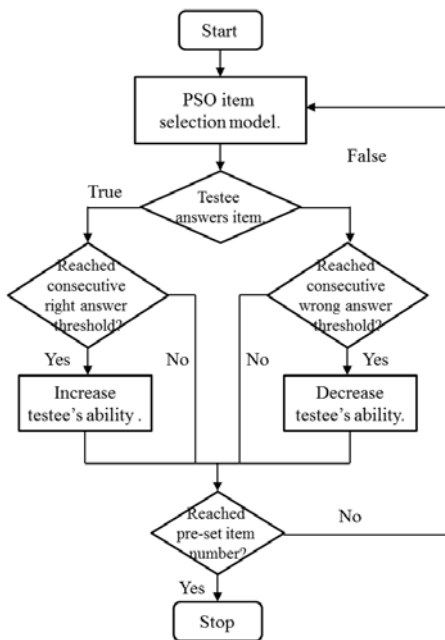 Start
PSO item
selection model.
False
True
Testee
answers item.
Reached
consecutive
right answer
threshold?
Reached
consecutive
wrong answer
threshold?
Yes
No
No
Yes
Increase
testee's ability .
Decrease
testee's ability.
Reached
pre-set item
number?
No
Yes
Stop